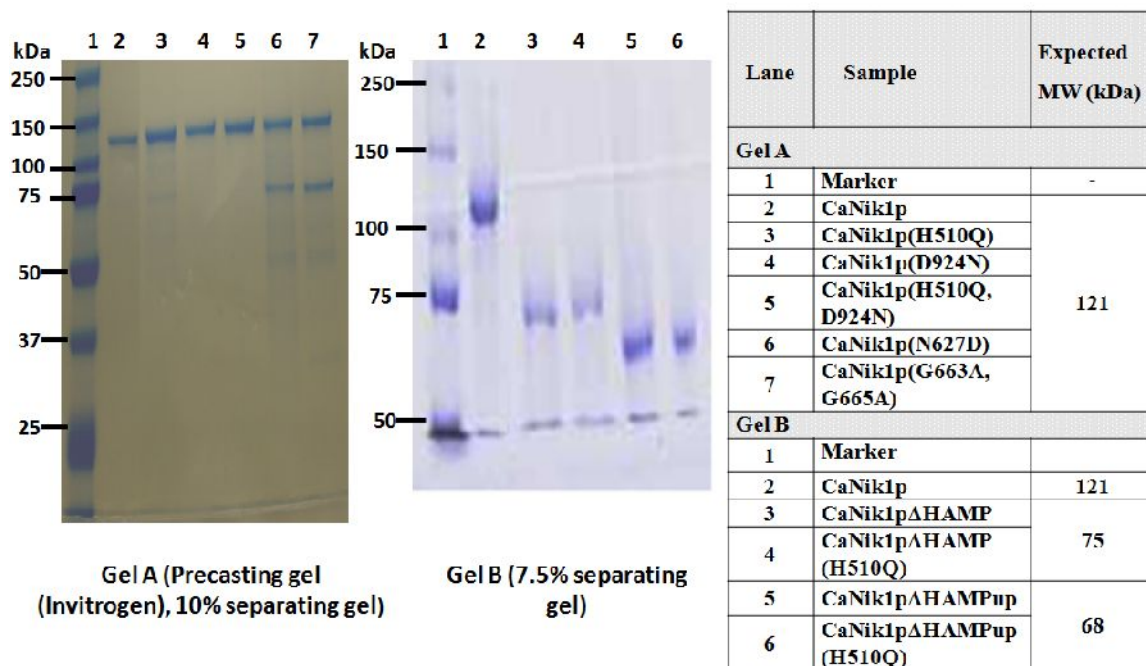 kDa 1 2 3 4 5 6 7
250
150
100
75
50
37
25
Gel A (Precasting gel
(Invitrogen), 10% separating gel)
kDa 1 2 3 4 5 6
250
150
100
75
50
Gel B (7.5% separating
gel)
Lane Sample Expected
MW (kDa)
Gel A
1 Marker -
2 CaNik1p
3 CaNik1p(H510Q)
4 CaNik1p(D924N)
5 CaNik1p(H510Q,
D924N)
121
6 CaNik1p(N627D)
7 CaNik1p(G663A,
G665A)
Gel B
1 Marker
2 CaNik1p 121
3 CaNik1pΔHAMP
4 CaNik1pΔHAMP
(H510Q)
75
5 CaNik1pΔHAMPup
6 CaNik1pΔHAMPup
(H510Q)
68